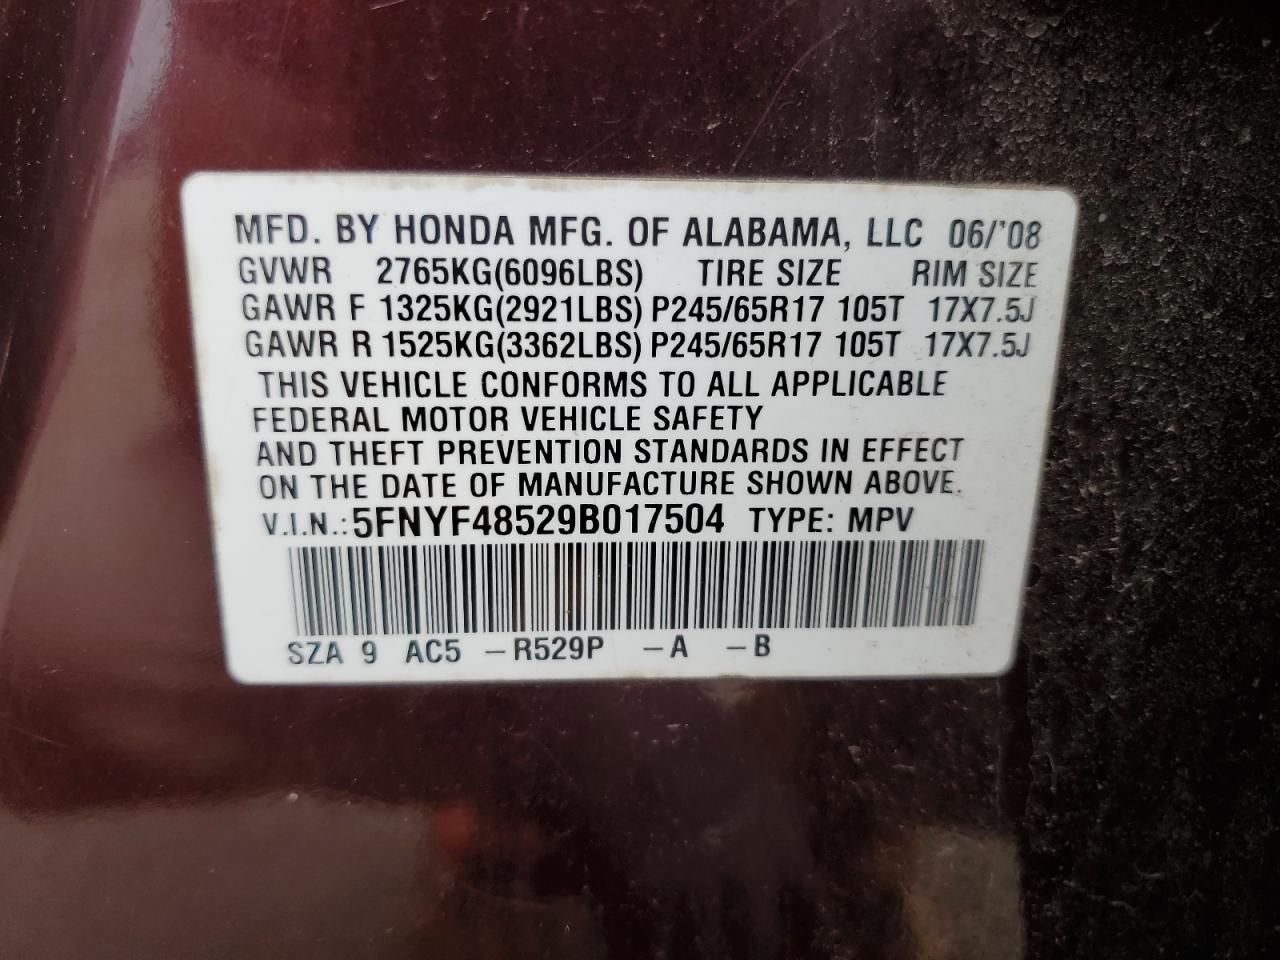 MFD. BY HONDA MFG. OF ALABAMA, LLC 06/'08
GVWR 2765KG(6096LBS) TIRE SIZE RIM SIZE
GAWR F 1325KG(2921LBS) P245/65R17 105T 17X7.5J
GAWR R 1525KG(3362LBS) P245/65R17 105T 17X7.5J
THIS VEHICLE CONFORMS TO ALL APPLICABLE
FEDERAL MOTOR VEHICLE SAFETY
AND THEFT PREVENTION STANDARDS IN EFFECT
ON THE DATE OF MANUFACTURE SHOWN ABOVE.
V.I.N.: 5FNYF48529B017504 TYPE: MPV
SZA 9 AC5 -R529P -A -B